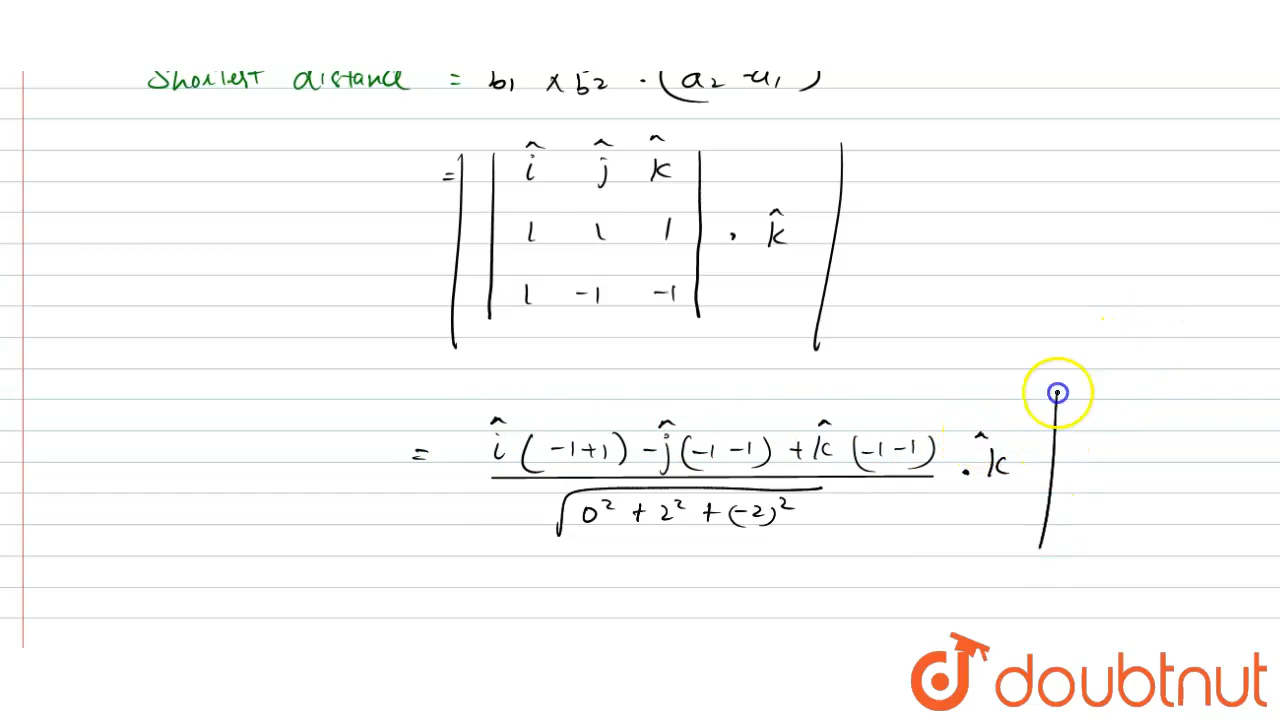 Shortest distance = b₁ × b₂ · (a₂ - a₁)
î ĵ k̂
= | | 1 1 1 | · k̂ |
1 -1 -1
= î (-1+1) - ĵ (-1-1) + k̂ (-1-1) · k̂ |
√0² + 2² + (-2)²
doubtnut